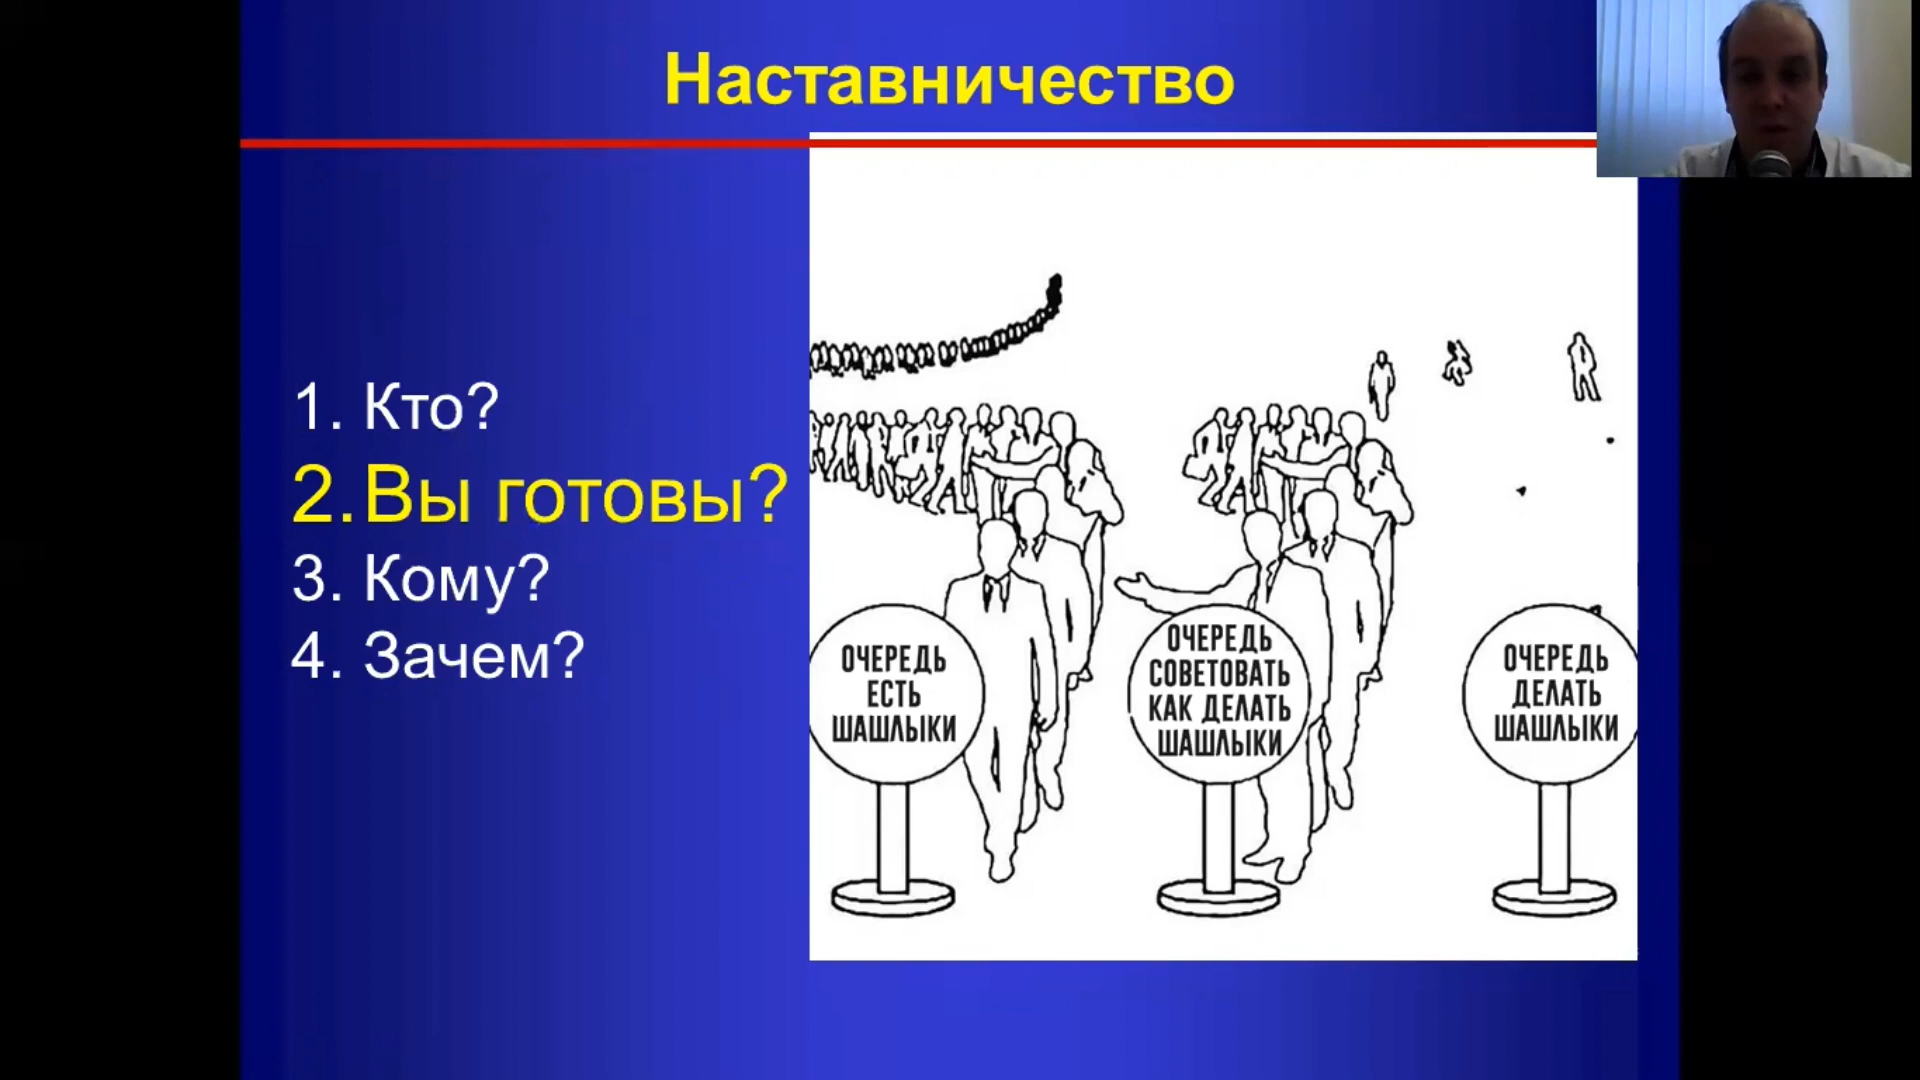 Наставничество
1. Кто?
2. Вы готовы?
3. Кому?
4. Зачем?
ОЧЕРЕДЬ
ЕСТЬ
ШАШЛЫКИ
ОЧЕРЕДЬ
СОВЕТОВАТЬ
КАК ДЕЛАТЬ
ШАШЛЫКИ
ОЧЕРЕДЬ
ДЕЛАТЬ
ШАШЛЫКИ